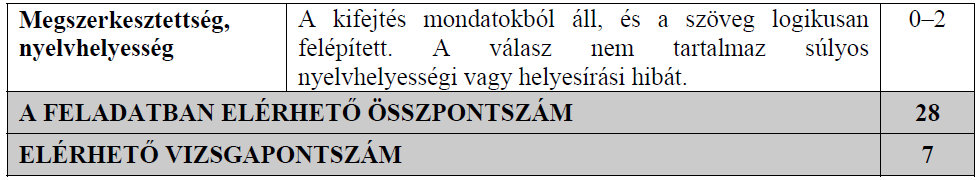 Megszerkesztettség, A kifejtés mondatokból áll, és a szöveg logikusan 0–2
nyelvhelyesség felépített. A válasz nem tartalmaz súlyos
nyelvhelyességi vagy helyesírási hibát.
A FELADATBAN ELÉRHETŐ ÖSSZPONTSZÁM 28
ELÉRHETŐ VIZSGAPONTSZÁM 7